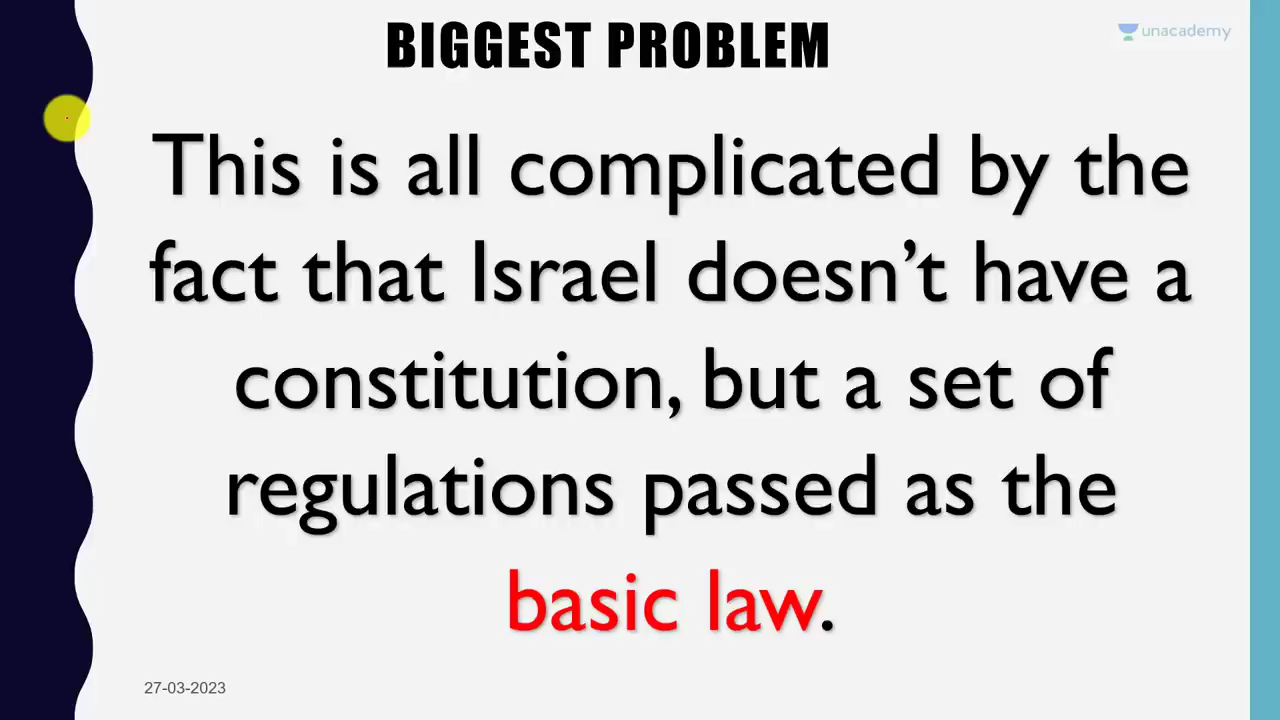 BIGGEST PROBLEM
unacademy
This is all complicated by the
fact that Israel doesn’t have a
constitution, but a set of
regulations passed as the
basic law.
27-03-2023